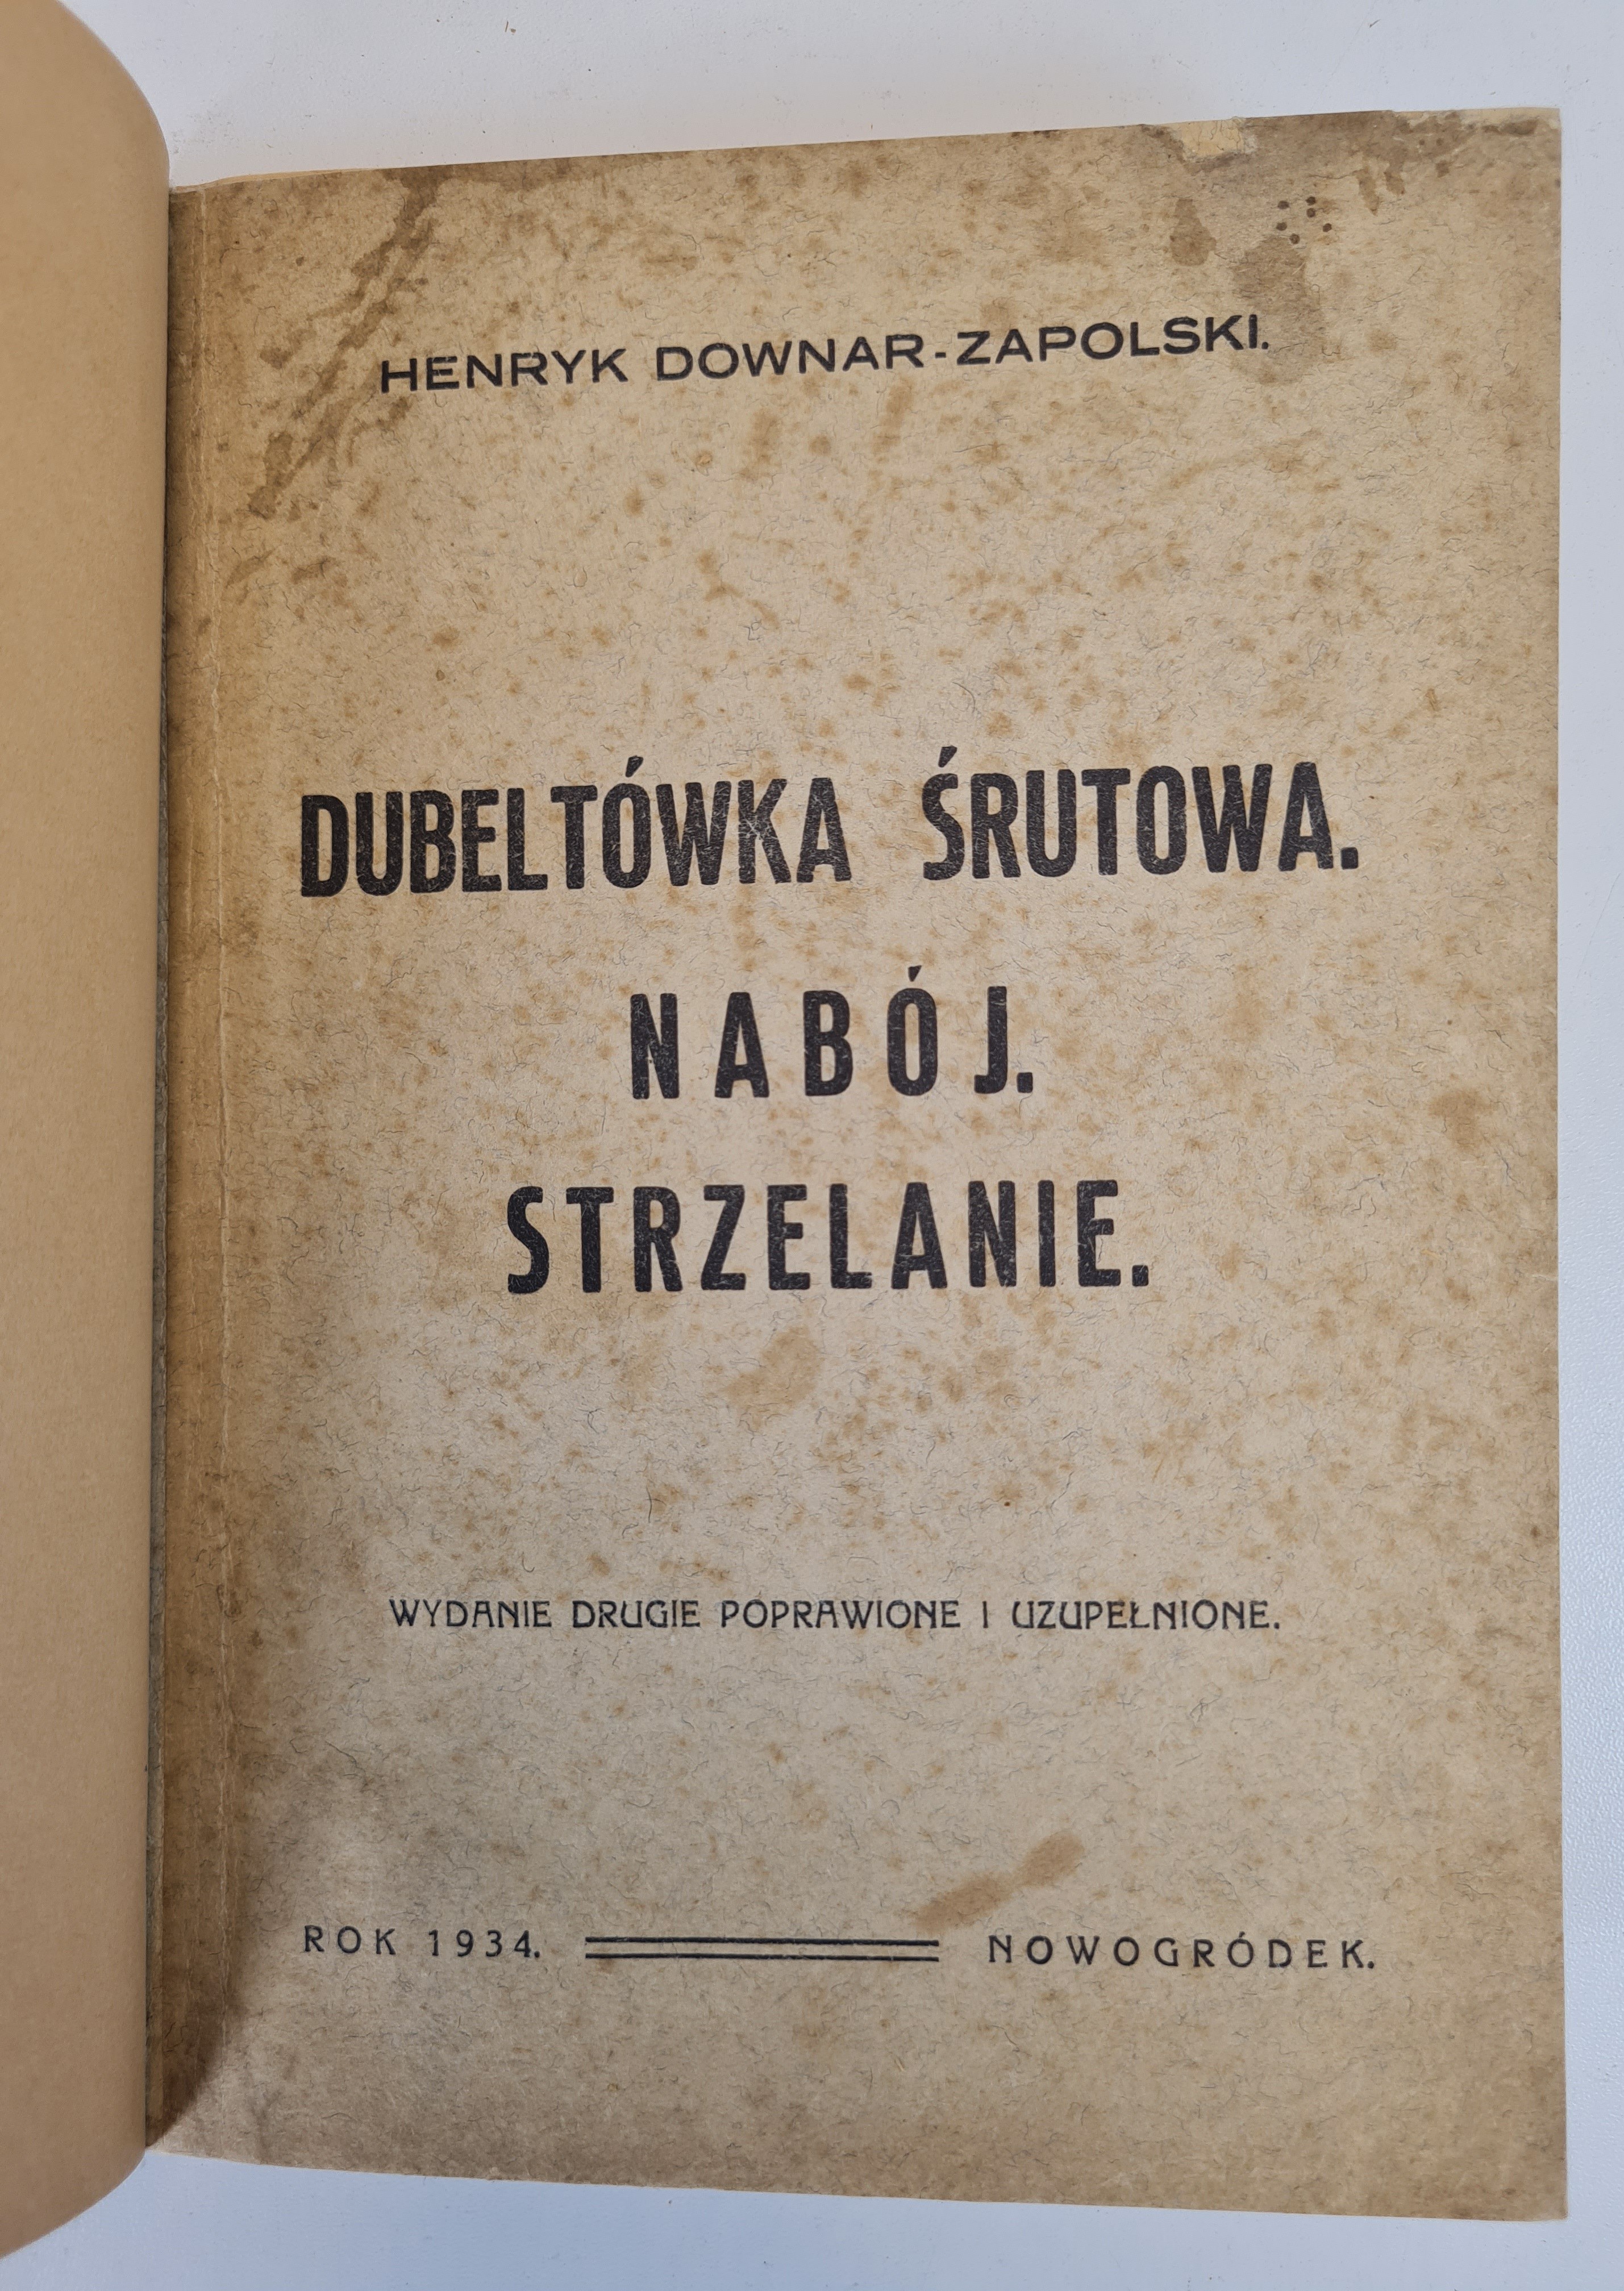 HENRYK DOWNAR-ZAPOLSKI.
DUBELTÓWKA ŚRUTOWA.
NABÓJ.
STRZELANIE.
WYDANIE DRUGIE POPRAWIONE I UZUPEŁNIONE.
ROK 1934. NOWOGRÓDEK.